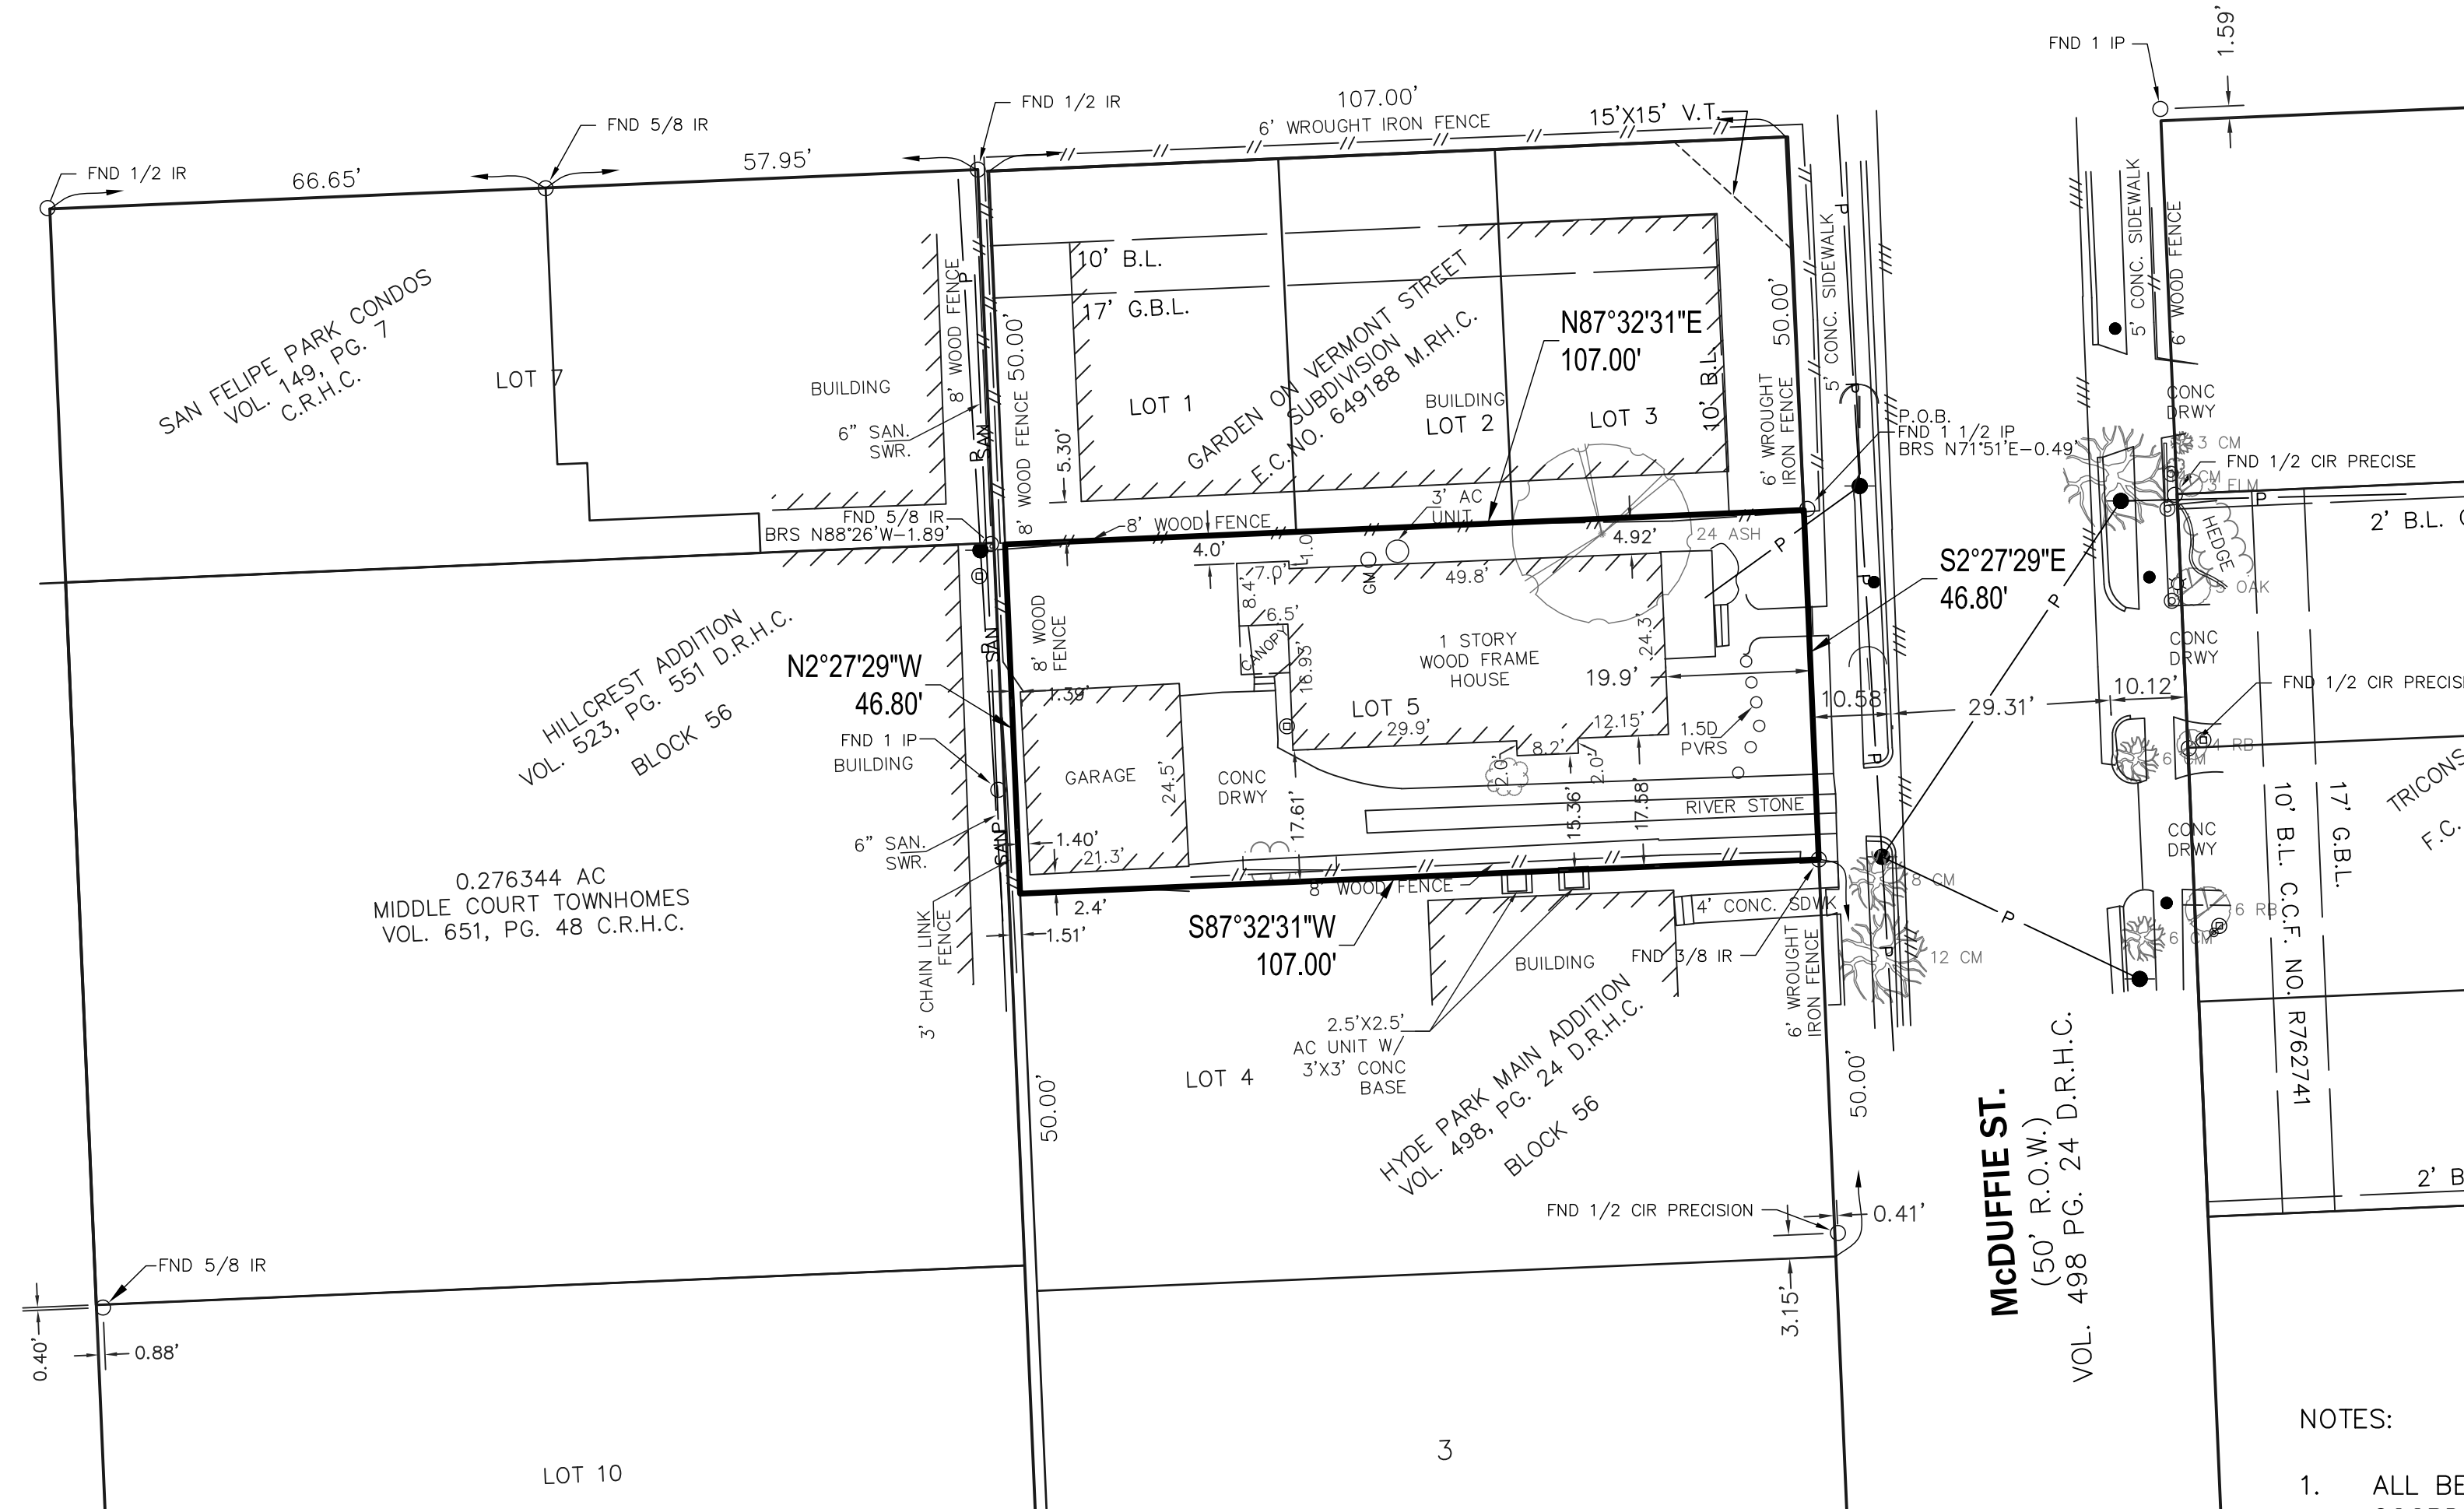 FND 1 IP
1.59'
FND 1/2 IR
66.65'
FND 5/8 IR
57.95'
FND 1/2 IR
107.00'
6' WROUGHT IRON FENCE
15'X15' V.T.
SAN FELIPE PARK CONDOS
VOL. 149, PG. 7
C.R.H.C.
LOT 7
BUILDING
8' WOOD FENCE
P
6" SAN.
SWR.
P
SAN
8' WOOD FENCE
50.00'
10' B.L.
17' G.B.L.
5.30'
LOT 1
GARDEN ON VERMONT STREET
SUBDIVISION
F.C.NO. 649188 M.RH.C.
BUILDING
LOT 2
LOT 3
10' B.L.
N87°32'31"E
107.00'
50.00'
6' WROUGHT
IRON FENCE
5' CONC. SIDEWALK
P
P
P.O.B.
FND 1 1/2 IP
BRS N71°51'E-0.49'
5' CONC. SIDEWALK
6' WOOD FENCE
CONC
DRWY
3 CM
FND 1/2 CIR PRECISE
CM
3 ELM
P
HEDGE
5 OAK
2' B.L.
CONC
DRWY
FND 5/8 IR
BRS N88°26'W-1.89'
8' WOOD FENCE
3' AC
UNIT
4.0'
1.0'
7.0'
GM
49.8'
4.92'
24 ASH
P
P
S2°27'29"E
46.80'
P
8.4'
6.5'
CANOPY
16.93'
8' WOOD
FENCE
1 STORY
WOOD FRAME
HOUSE
24.3'
19.9'
HILLCREST ADDITION
VOL. 523, PG. 551 D.R.H.C.
BLOCK 56
P
SAN
N2°27'29"W
46.80'
FND 1 IP
BUILDING
1.39'
LOT 5
29.9'
12.15'
8.2'
2.0'
2.0'
1.5D
PVRS
10.58'
29.31'
10.12'
FND 1/2 CIR PRECIS
GARAGE
24.5'
CONC
DRWY
17.61'
15.36'
17.58'
RIVER STONE
P
4 RB
6 CM
6" SAN.
SWR.
P
SAN
1.40'
21.3'
8' WOOD FENCE
CONC
DRWY
10' B.L. C.C.F. NO. R762741
17' G.B.L.
TRICONS
F.C.
0.276344 AC
MIDDLE COURT TOWNHOMES
VOL. 651, PG. 48 C.R.H.C.
3' CHAIN LINK
FENCE
2.4'
1.51'
S87°32'31"W
107.00'
BUILDING
4' CONC. SDWK
FND 3/8 IR
6' WROUGHT
IRON FENCE
8 CM
12 CM
P
P
6 RB
6 CM
2.5'X2.5'
AC UNIT W/
3'X3' CONC
BASE
LOT 4
50.00'
HYDE PARK MAIN ADDITION
VOL. 498, PG. 24 D.R.H.C.
BLOCK 56
50.00'
McDUFFIE ST.
(50' R.O.W.)
VOL. 498 PG. 24 D.R.H.C.
2' B
FND 1/2 CIR PRECISION
0.41'
3.15'
FND 5/8 IR
0.40'
0.88'
LOT 10
3
NOTES:
1. ALL BE